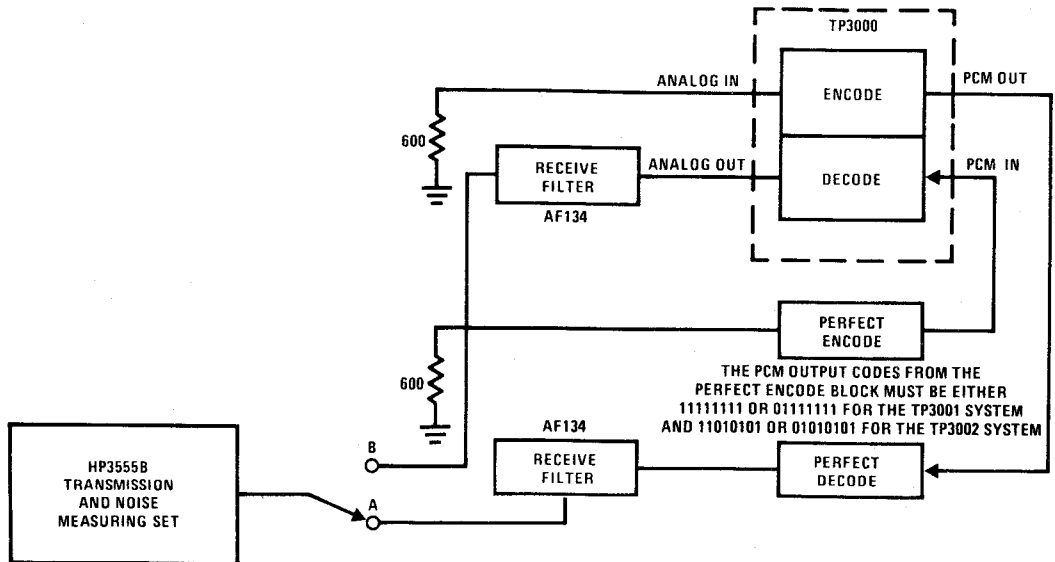 TP3000
ANALOG IN
ENCODE
PCM OUT
600
RECEIVE
FILTER
AF134
ANALOG OUT
DECODE
PCM IN
PERFECT
ENCODE
600
THE PCM OUTPUT CODES FROM THE
PERFECT ENCODE BLOCK MUST BE EITHER
11111111 OR 01111111 FOR THE TP3001 SYSTEM
AND 11010101 OR 01010101 FOR THE TP3002 SYSTEM
AF134
RECEIVE
FILTER
PERFECT
DECODE
B
A
HP3555B
TRANSMISSION
AND NOISE
MEASURING SET